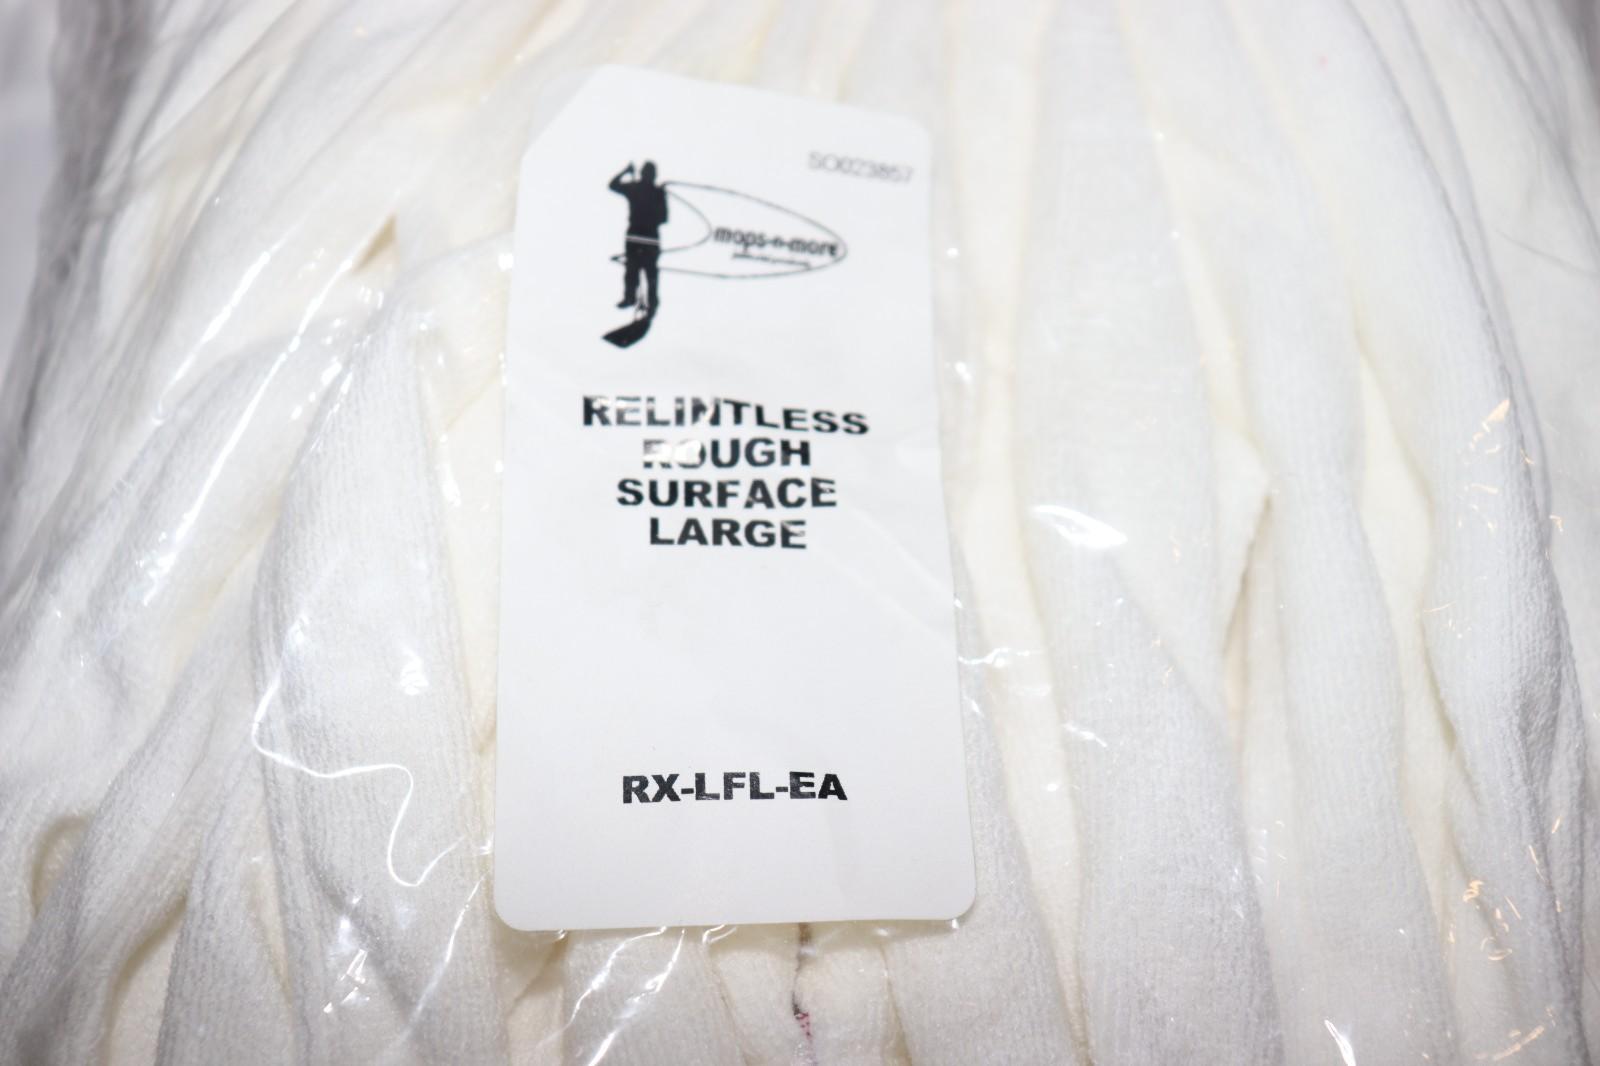 SO023857
mops-n-more
RELINTLESS
ROUGH
SURFACE
LARGE
RX-LFL-EA